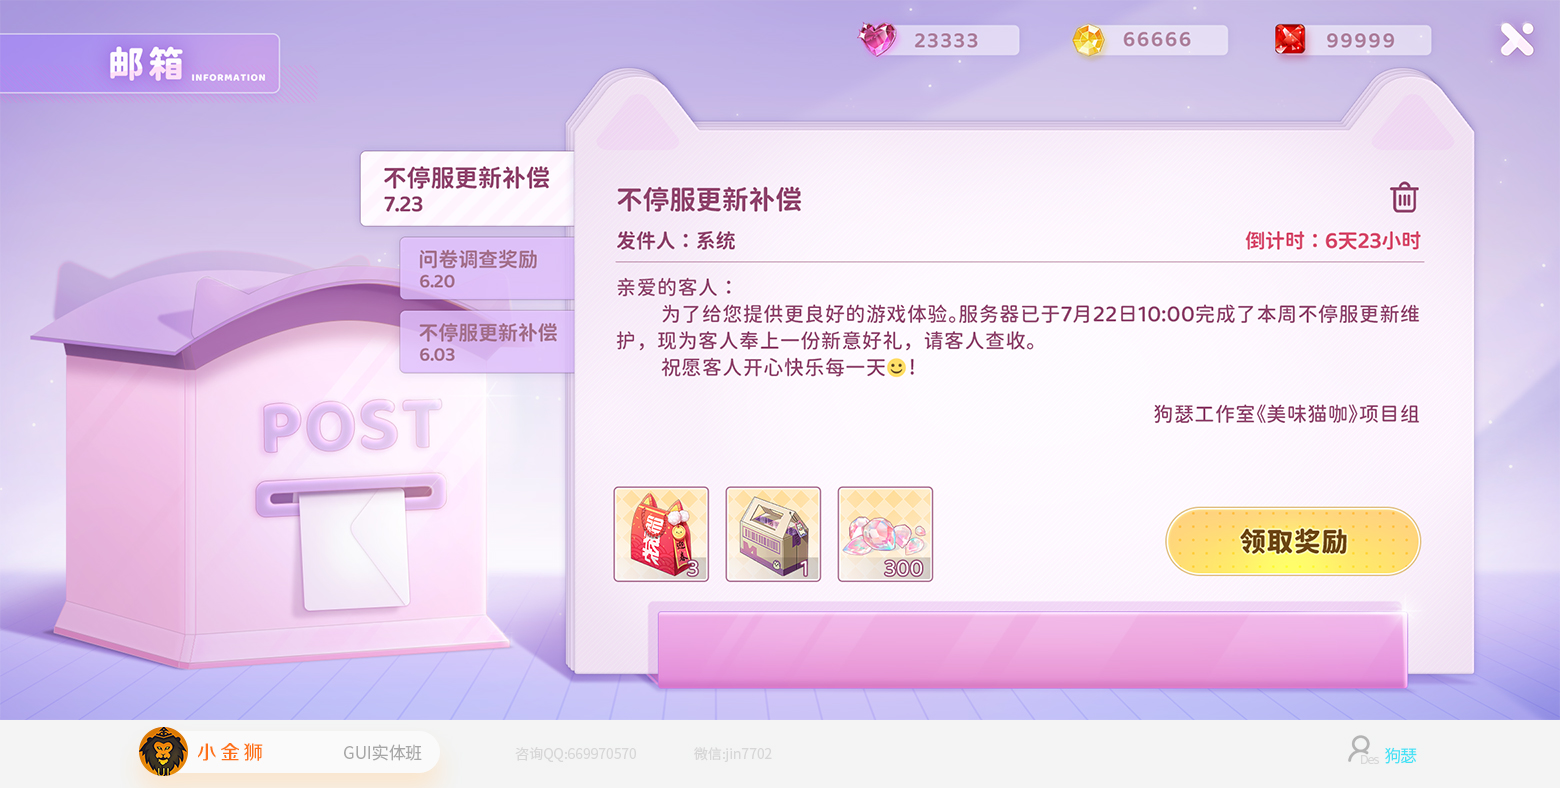 邮箱 INFORMATION
23333
66666
99999
不停服更新补偿
7.23
问卷调查奖励
6.20
不停服更新补偿
6.03
不停服更新补偿
发件人：系统
倒计时：6天23小时
亲爱的客人：
为了给您提供更良好的游戏体验。服务器已于7月22日10:00完成了本周不停服更新维
护，现为客人奉上一份新意好礼，请客人查收。
祝愿客人开心快乐每一天！
狗瑟工作室《美味猫咖》项目组
POST
3
1
300
领取奖励
UI
小金狮
GUI实体班
咨询QQ:669970570
微信:jin7702
Des
狗瑟